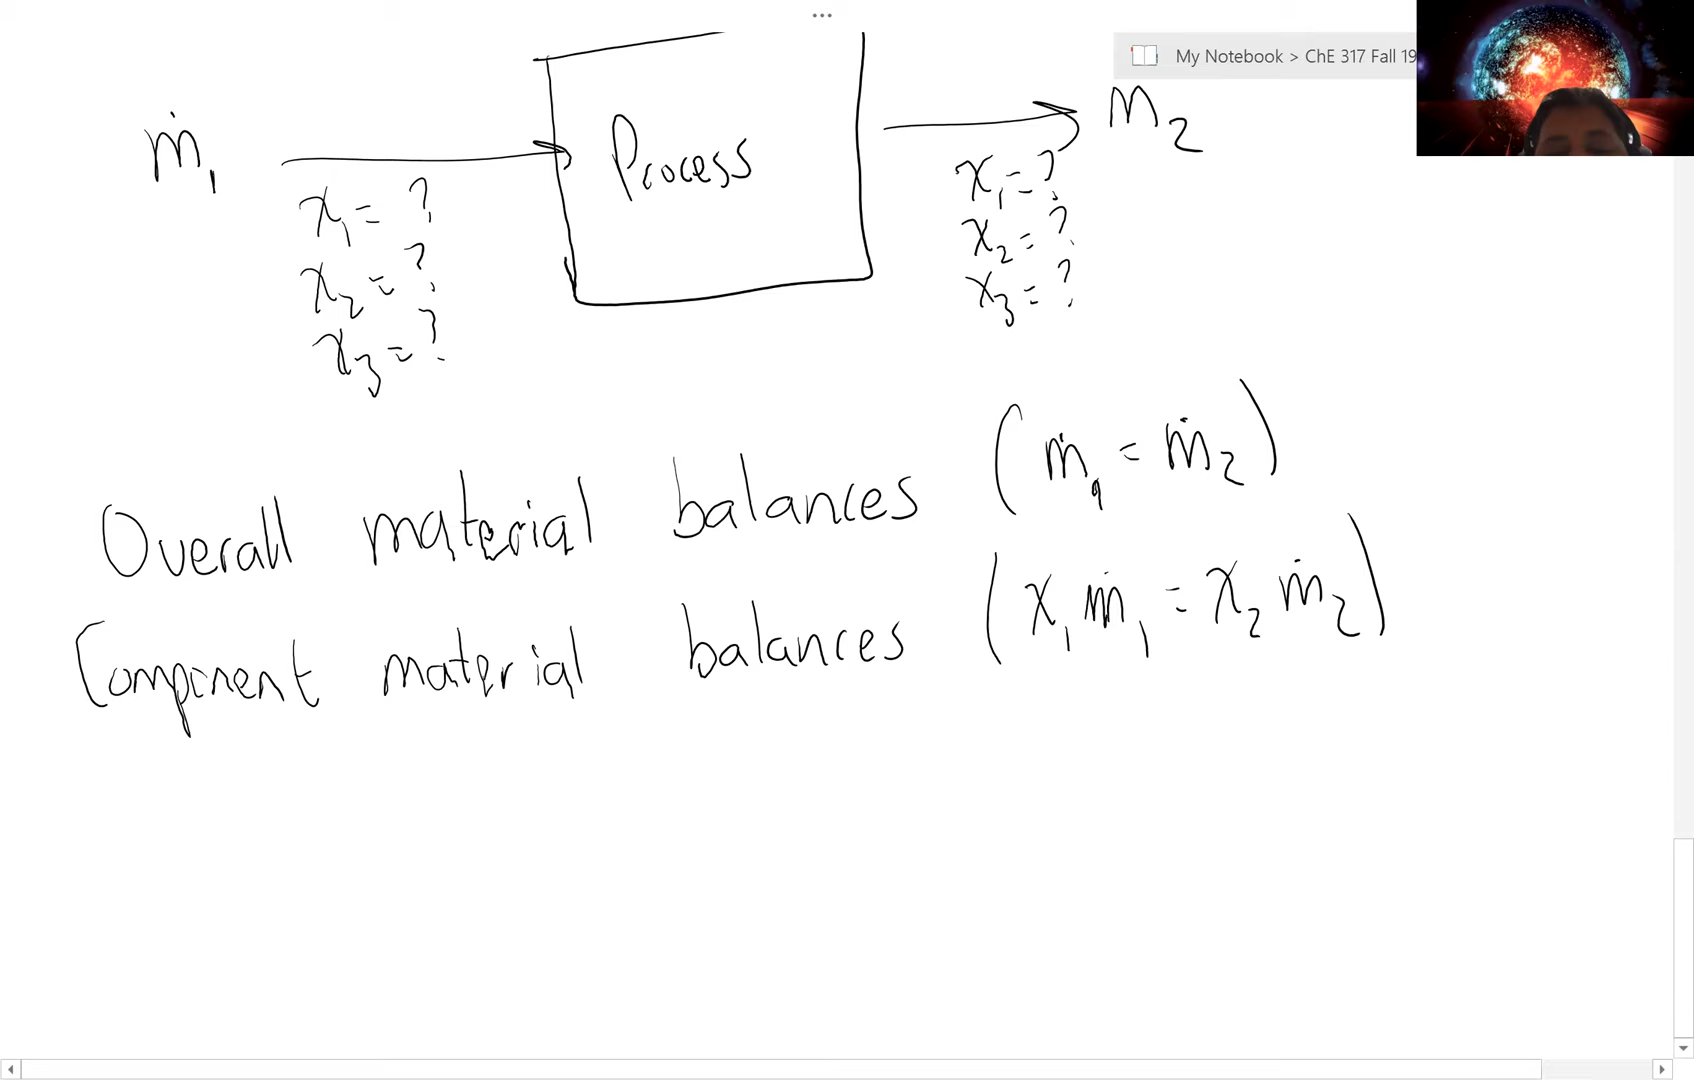 ...
My Notebook > ChE 317 Fall 19
ṁ₁
Process
m₂
x₁ = ?
x₂ = ?
x₃ = ?
x₁ = ?
x₂ = ?
x₃ = ?
Overall material balances (ṁ₁ = ṁ₂)
Component material balances (x₁ṁ₁ = x₂ṁ₂)